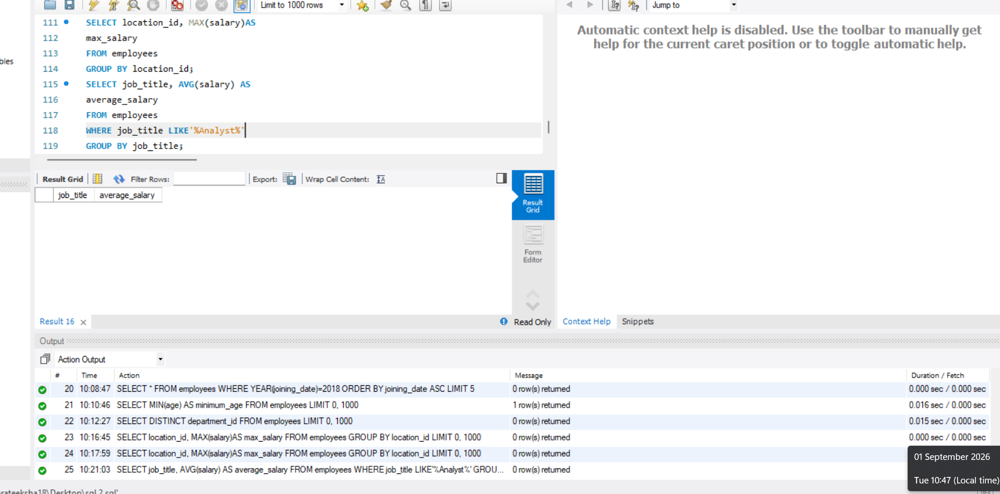 Limit to 1000 rows
Jump to
111 SELECT location_id, MAX(salary)AS
112 max_salary
113 FROM employees
114 GROUP BY location_id;
115 SELECT job_title, AVG(salary) AS
116 average_salary
117 FROM employees
118 WHERE job_title LIKE'%Analyst%'
119 GROUP BY job_title;
bles
Automatic context help is disabled. Use the toolbar to manually get
help for the current caret position or to toggle automatic help.
Result Grid Filter Rows: Export: Wrap Cell Content:
job_title average_salary
Result
Grid
Form
Editor
Result 16
Read Only
Context Help Snippets
Output
Action Output
# Time Action Message Duration / Fetch
20 10:08:47 SELECT * FROM employees WHERE YEAR(joining_date)=2018 ORDER BY joining_date ASC LIMIT 5 0 row(s) returned 0.000 sec / 0.000 sec
21 10:10:46 SELECT MIN(age) AS minimum_age FROM employees LIMIT 0, 1000 1 row(s) returned 0.016 sec / 0.000 sec
22 10:12:27 SELECT DISTINCT department_id FROM employees LIMIT 0, 1000 0 row(s) returned 0.015 sec / 0.000 sec
23 10:16:45 SELECT location_id, MAX(salary)AS max_salary FROM employees GROUP BY location_id LIMIT 0, 1000 0 row(s) returned 0.000 sec / 0.000 sec
24 10:17:59 SELECT location_id, MAX(salary)AS max_salary FROM employees GROUP BY location_id LIMIT 0, 1000 0 row(s) returned
25 10:21:03 SELECT job_title, AVG(salary) AS average_salary FROM employees WHERE job_title LIKE'%Analyst%' GROU... 0 row(s) returned
01 September 2026
Tue 10:47 (Local time)
rateeksha18\Desktop\sql 2.sql'